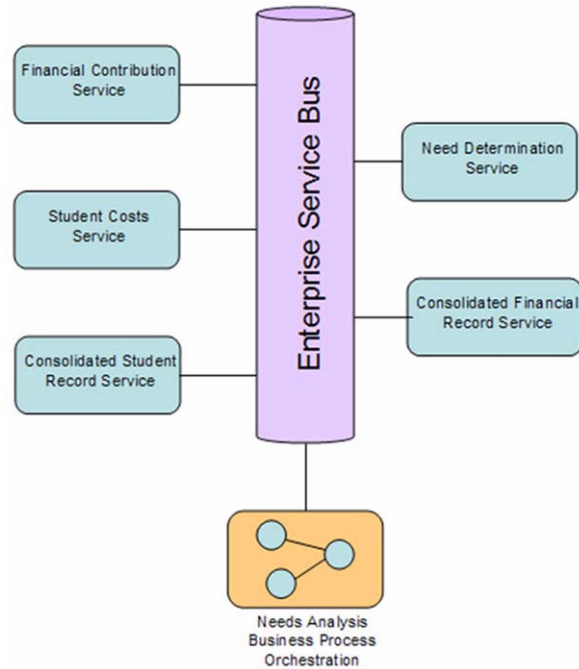 Financial Contribution
Service
Student Costs
Service
Consolidated Student
Record Service
Enterprise Service Bus
Need Determination
Service
Consolidated Financial
Record Service
Needs Analysis
Business Process
Orchestration